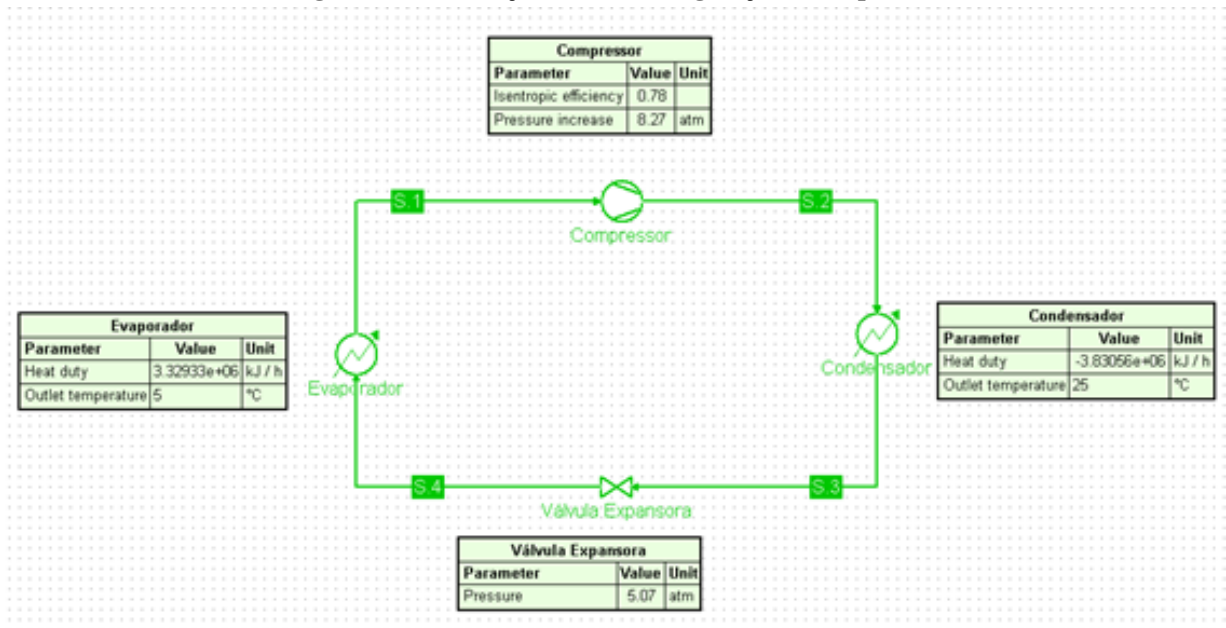 Compressor
Parameter Value Unit
Isentropic efficiency 0.78
Pressure increase 8.27 atm
S.1
S.2
Compressor
Evaporador
Parameter Value Unit
Heat duty 3.32933e+06 kJ / h
Outlet temperature 5 °C
Evaporador
Condensador
Condensador
Parameter Value Unit
Heat duty -3.83056e+06 kJ / h
Outlet temperature 25 °C
S.4
S.3
Válvula Expansora
Válvula Expansora
Parameter Value Unit
Pressure 5.07 atm